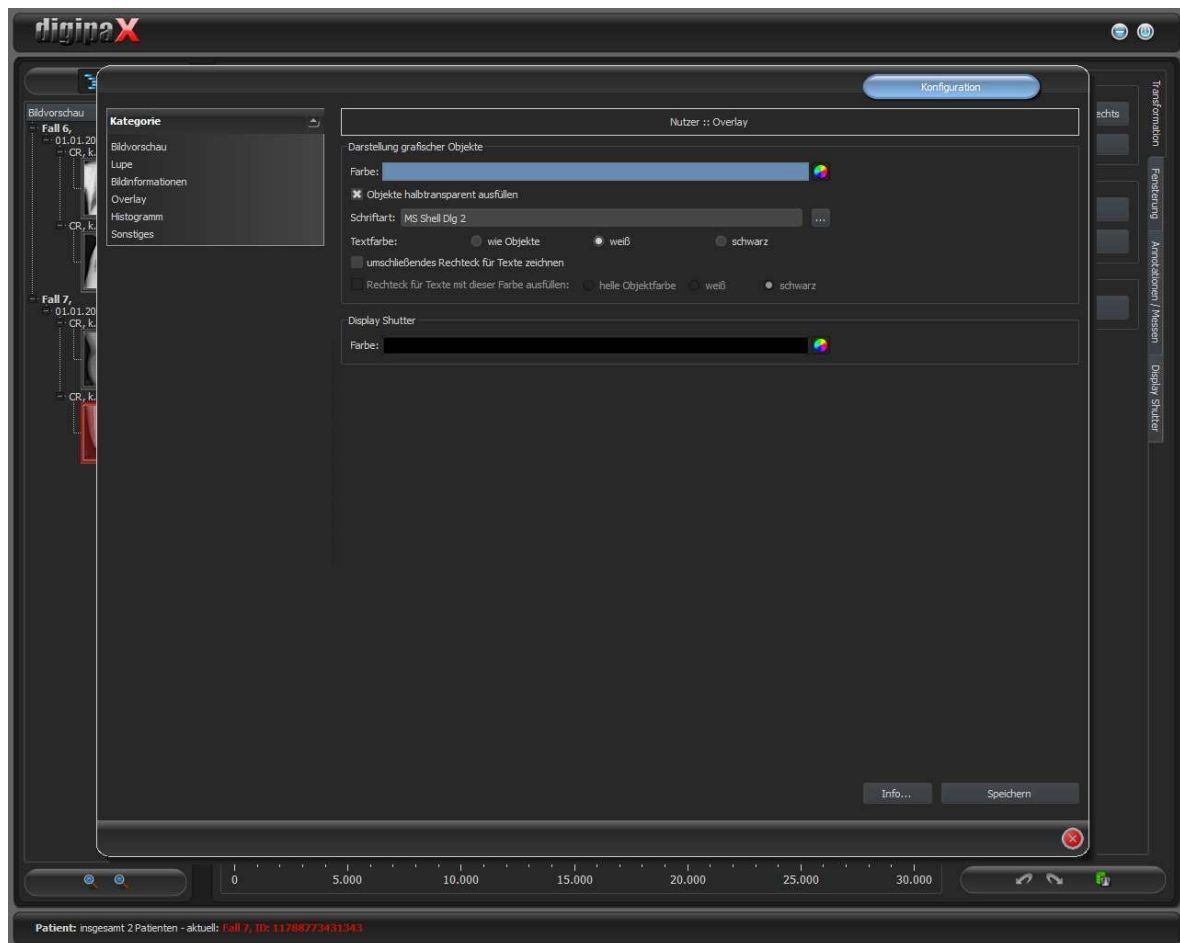 digipaX
Konfiguration
Bildvorschau
Fall 6,
01.01.20
CR, k.
CR, k.
Fall 7,
01.01.20
CR, k.
CR, k.
Kategorie
Bildvorschau
Lupe
Bildinformationen
Overlay
Histogramm
Sonstiges
Nutzer :: Overlay
Darstellung grafischer Objekte
Farbe:
Objekte halbtransparent ausfüllen
Schriftart: MS Shell Dlg 2 ...
Textfarbe: wie Objekte weiß schwarz
umschließendes Rechteck für Texte zeichnen
Rechteck für Texte mit dieser Farbe ausfüllen: helle Objektfarbe weiß schwarz
Display Shutter
Farbe:
Info... Speichern
echts
Transformation
Fensterung
Annotationen / Messen
Display Shutter
0 5.000 10.000 15.000 20.000 25.000 30.000
Patient: insgesamt 2 Patienten - aktuell: Fall 7, ID: 11788773431343